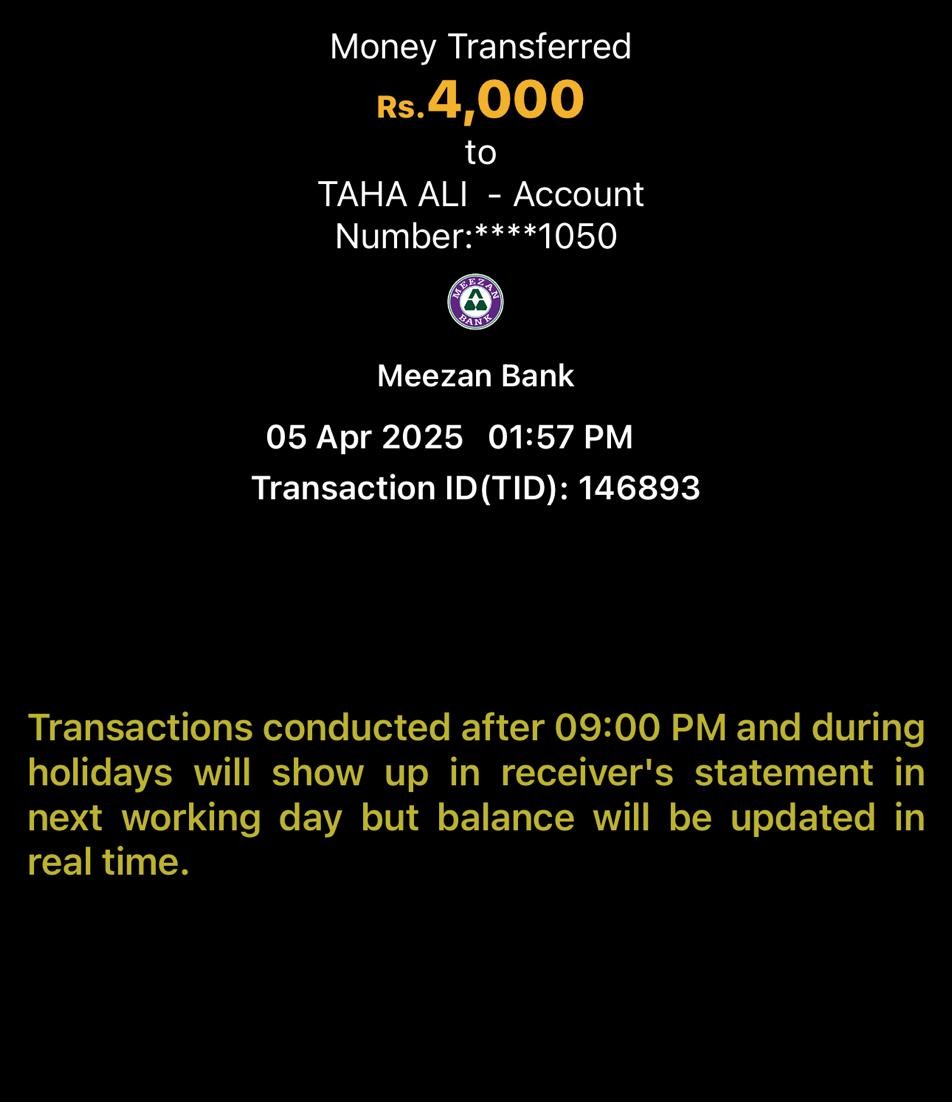 Money Transferred
Rs.4,000
to
TAHA ALI  - Account
Number:****1050
MEEZAN
BANK
Meezan Bank
05 Apr 2025  01:57 PM
Transaction ID(TID): 146893
Transactions conducted after 09:00 PM and during
holidays will show up in receiver's statement in
next working day but balance will be updated in
real time.